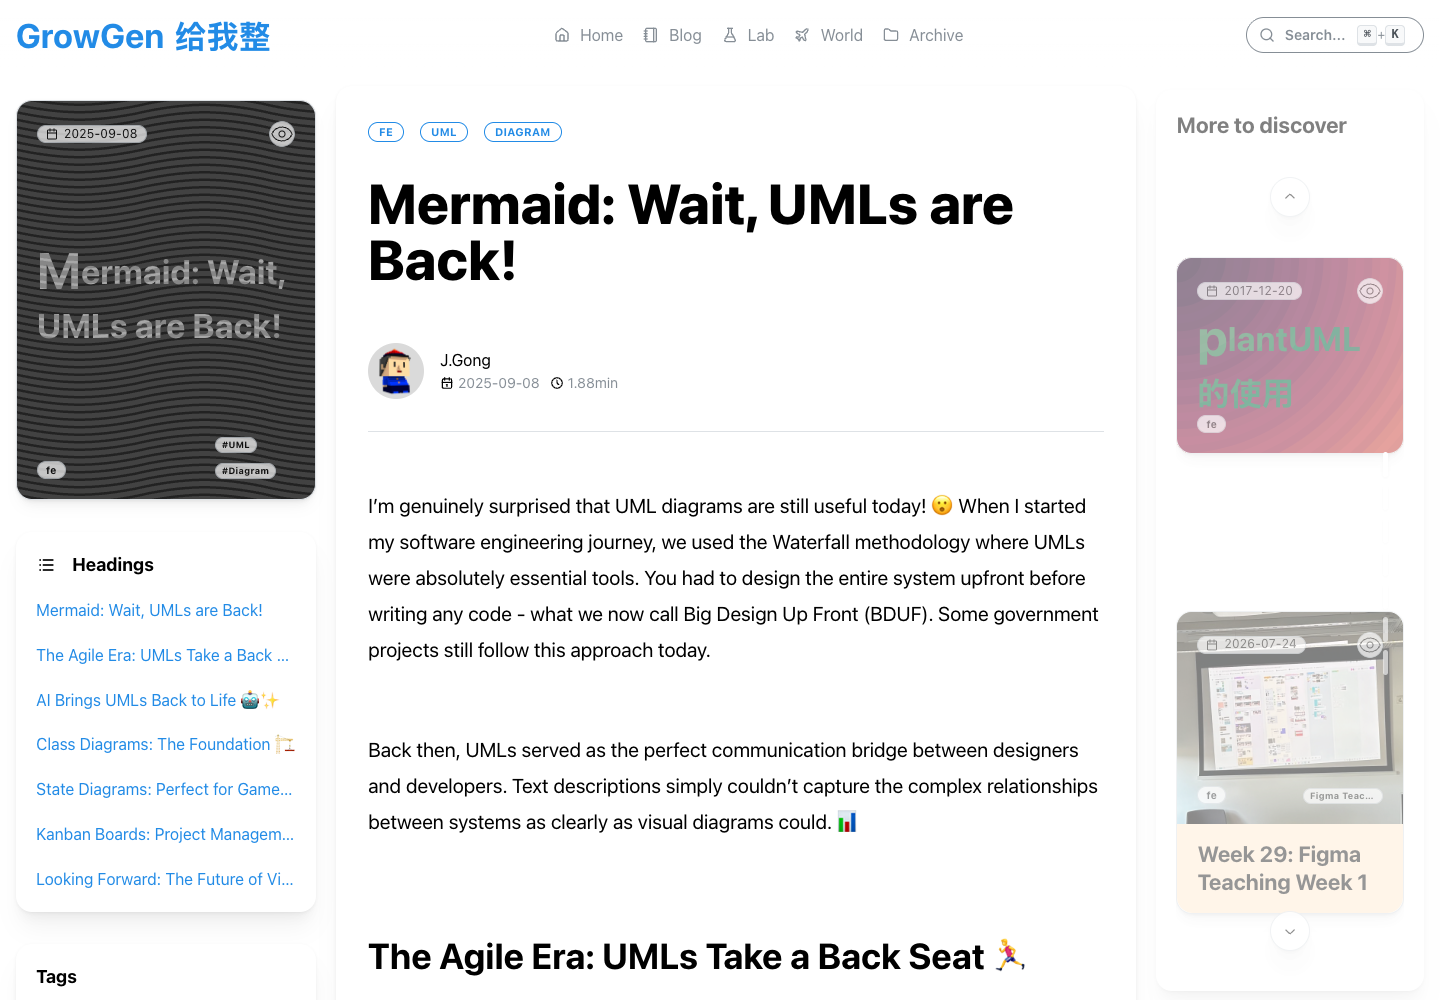 GrowGen 给我整
Home
Blog
Lab
World
Archive
Search...
⌘+K
2025-09-08
Mermaid: Wait,
UMLs are Back!
#UML
fe
#Diagram
Headings
Mermaid: Wait, UMLs are Back!
The Agile Era: UMLs Take a Back ...
AI Brings UMLs Back to Life 🤖✨
Class Diagrams: The Foundation 🏗️
State Diagrams: Perfect for Game...
Kanban Boards: Project Managem...
Looking Forward: The Future of Vi...
Tags
FE
UML
DIAGRAM
Mermaid: Wait, UMLs are
Back!
J.Gong
2025-09-08
1.88min
I’m genuinely surprised that UML diagrams are still useful today! 😮 When I started
my software engineering journey, we used the Waterfall methodology where UMLs
were absolutely essential tools. You had to design the entire system upfront before
writing any code - what we now call Big Design Up Front (BDUF). Some government
projects still follow this approach today.
Back then, UMLs served as the perfect communication bridge between designers
and developers. Text descriptions simply couldn’t capture the complex relationships
between systems as clearly as visual diagrams could. 📊
The Agile Era: UMLs Take a Back Seat 🏃
More to discover
2017-12-20
plantUML
的使用
fe
2026-07-24
fe
Figma Teac...
Week 29: Figma
Teaching Week 1